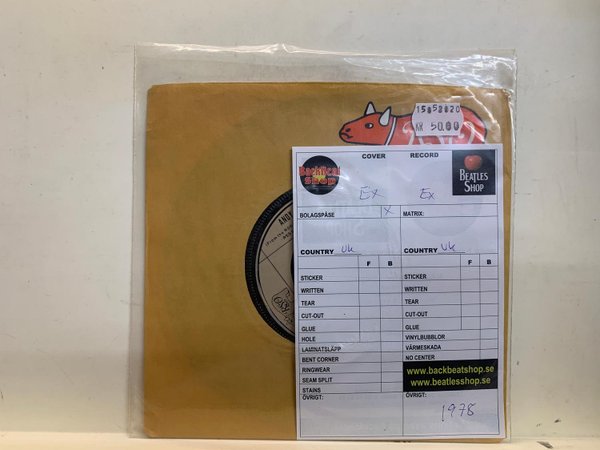 15052020
KR 50.00
COVER RECORD
BackBeat Shop
BEATLES SHOP
Ex Ex
BOLAGSPÅSE X MATRIX:
COUNTRY UK COUNTRY UK
F B F B
STICKER STICKER
WRITTEN WRITTEN
TEAR TEAR
CUT-OUT CUT-OUT
GLUE GLUE
HOLE VINYLBUBBLOR
LAMINATSLÄPP VÄRMESKADA
BENT CORNER NO CENTER
RINGWEAR www.backbeatshop.se
SEAM SPLIT www.beatlesshop.se
STAINS
ÖVRIGT: ÖVRIGT:
1978